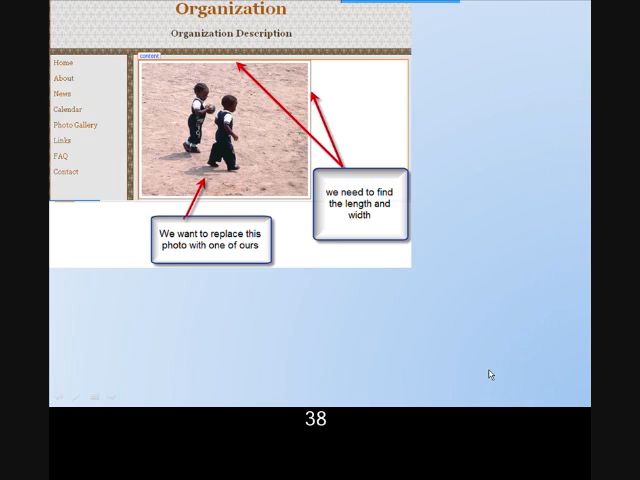 Organization
Organization Description
content
Home
About
News
Calendar
Photo Gallery
Links
FAQ
Contact
we need to find
the length and
width
We want to replace this
photo with one of ours
38